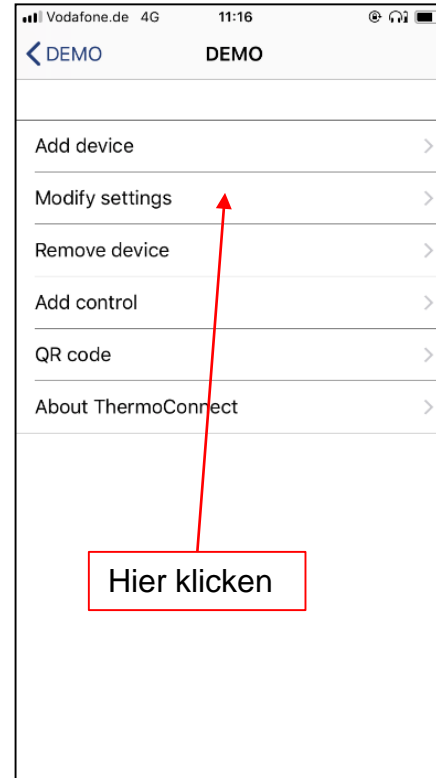 Vodafone.de 4G 11:16
DEMO DEMO
Add device
Modify settings
Remove device
Add control
QR code
About ThermoConnect
Hier klicken